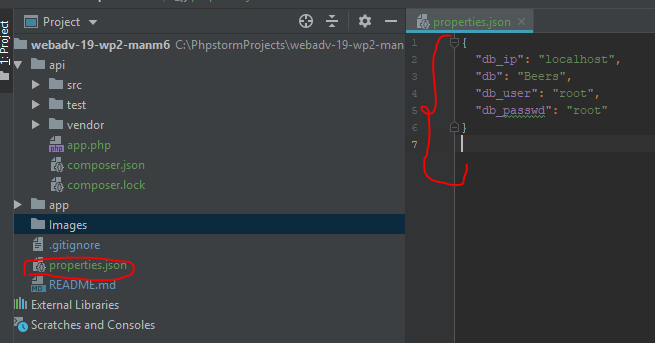 Project
properties.json
1: Project
webadv-19-wp2-manm6 C:\PhpstormProjects\webadv-19-wp2-man
api
src
test
vendor
app.php
composer.json
composer.lock
app
Images
.gitignore
properties.json
README.md
External Libraries
Scratches and Consoles
1 {
2 "db_ip": "localhost",
3 "db": "Beers",
4 "db_user": "root",
5 "db_passwd": "root"
6 }
7